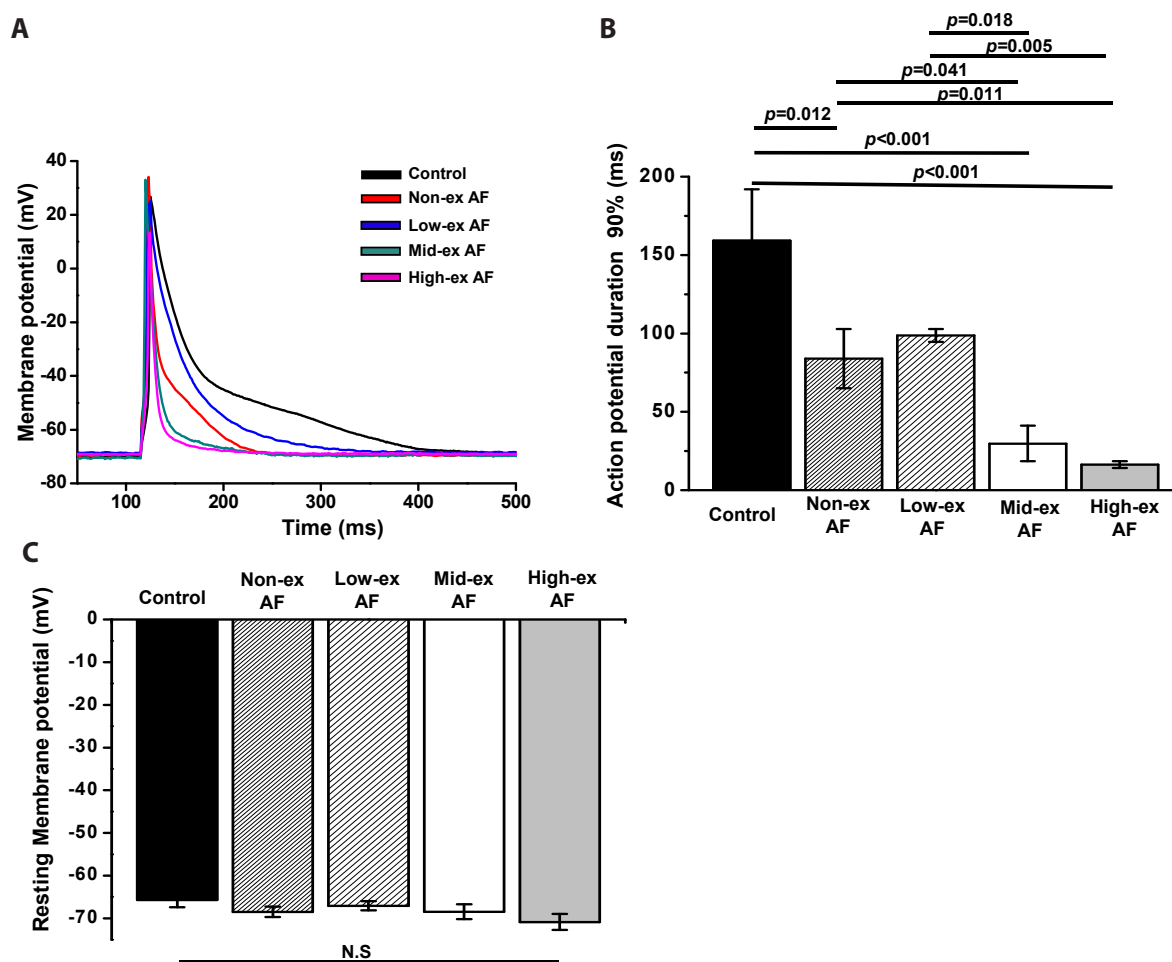 A
Membrane potential (mV)
40
20
0
-20
-40
-60
-80
100
200
300
400
500
Time (ms)
Control
Non-ex AF
Low-ex AF
Mid-ex AF
High-ex AF
B
p=0.018
p=0.005
p=0.041
p=0.011
p=0.012
p<0.001
p<0.001
Action potential duration 90% (ms)
200
150
100
50
0
Control
Non-ex
AF
Low-ex
AF
Mid-ex
AF
High-ex
AF
C
Resting Membrane potential (mV)
Control
Non-ex
AF
Low-ex
AF
Mid-ex
AF
High-ex
AF
0
-10
-20
-30
-40
-50
-60
-70
N.S